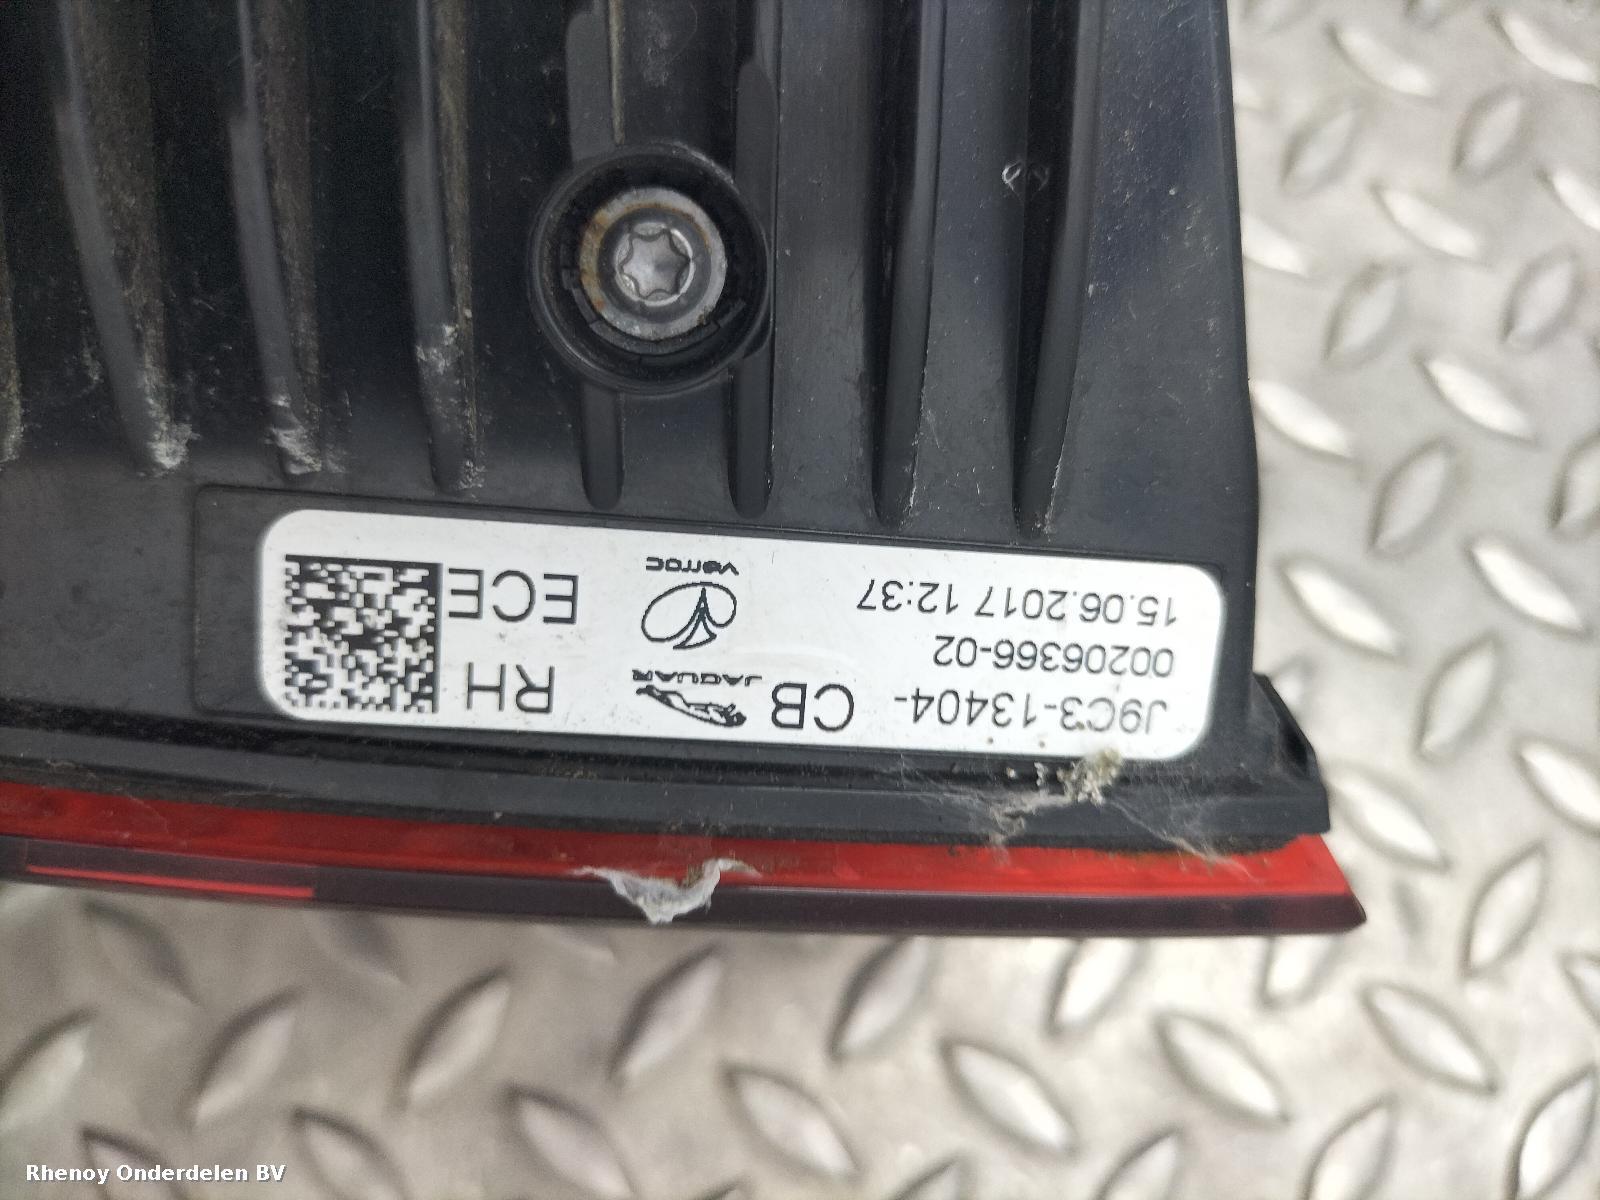 J9C3-13404-
CB
JAGUAR
RH
00206366-02
15.06.2017 12:37
varroc
ECE
Rhenoy Onderdelen BV